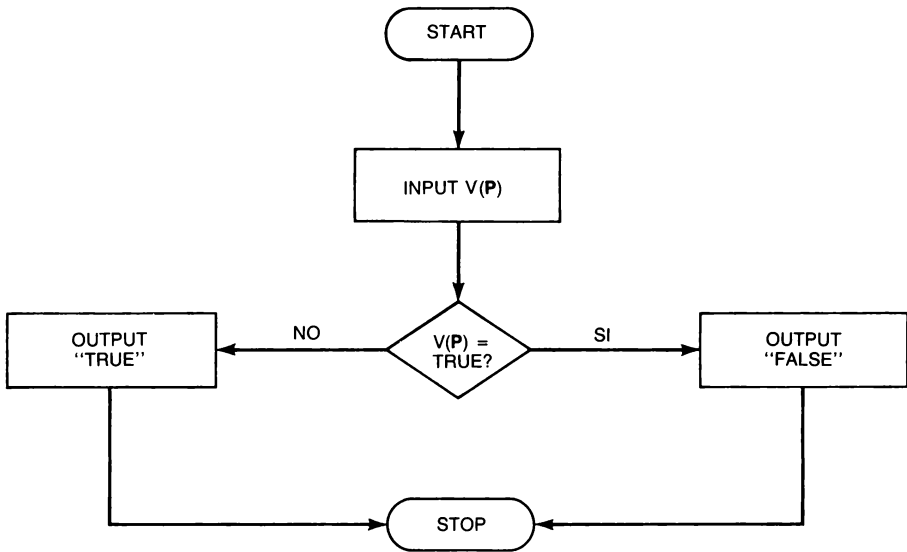 START
INPUT V(P)
V(P) =
TRUE?
NO
SI
OUTPUT
“TRUE”
OUTPUT
“FALSE”
STOP